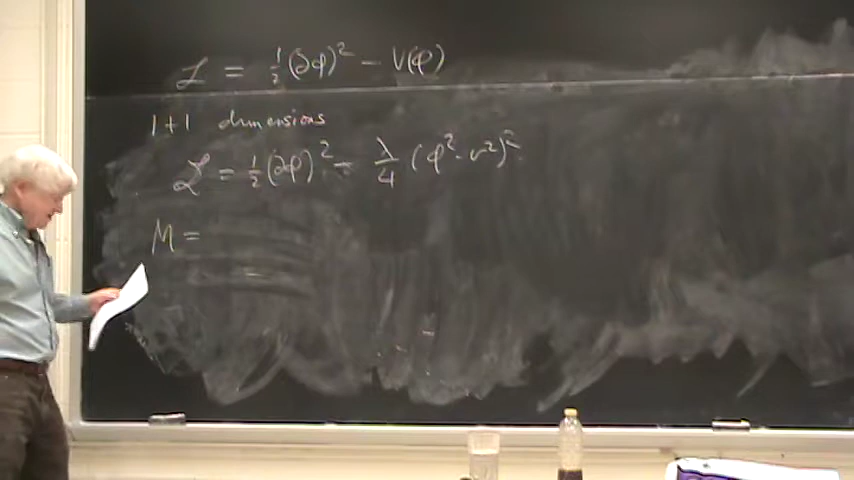 ℒ = ½(∂φ)² − V(φ)
1+1 dimensions
ℒ = ½(∂φ)² − λ/4 (φ² - v²)²
M =